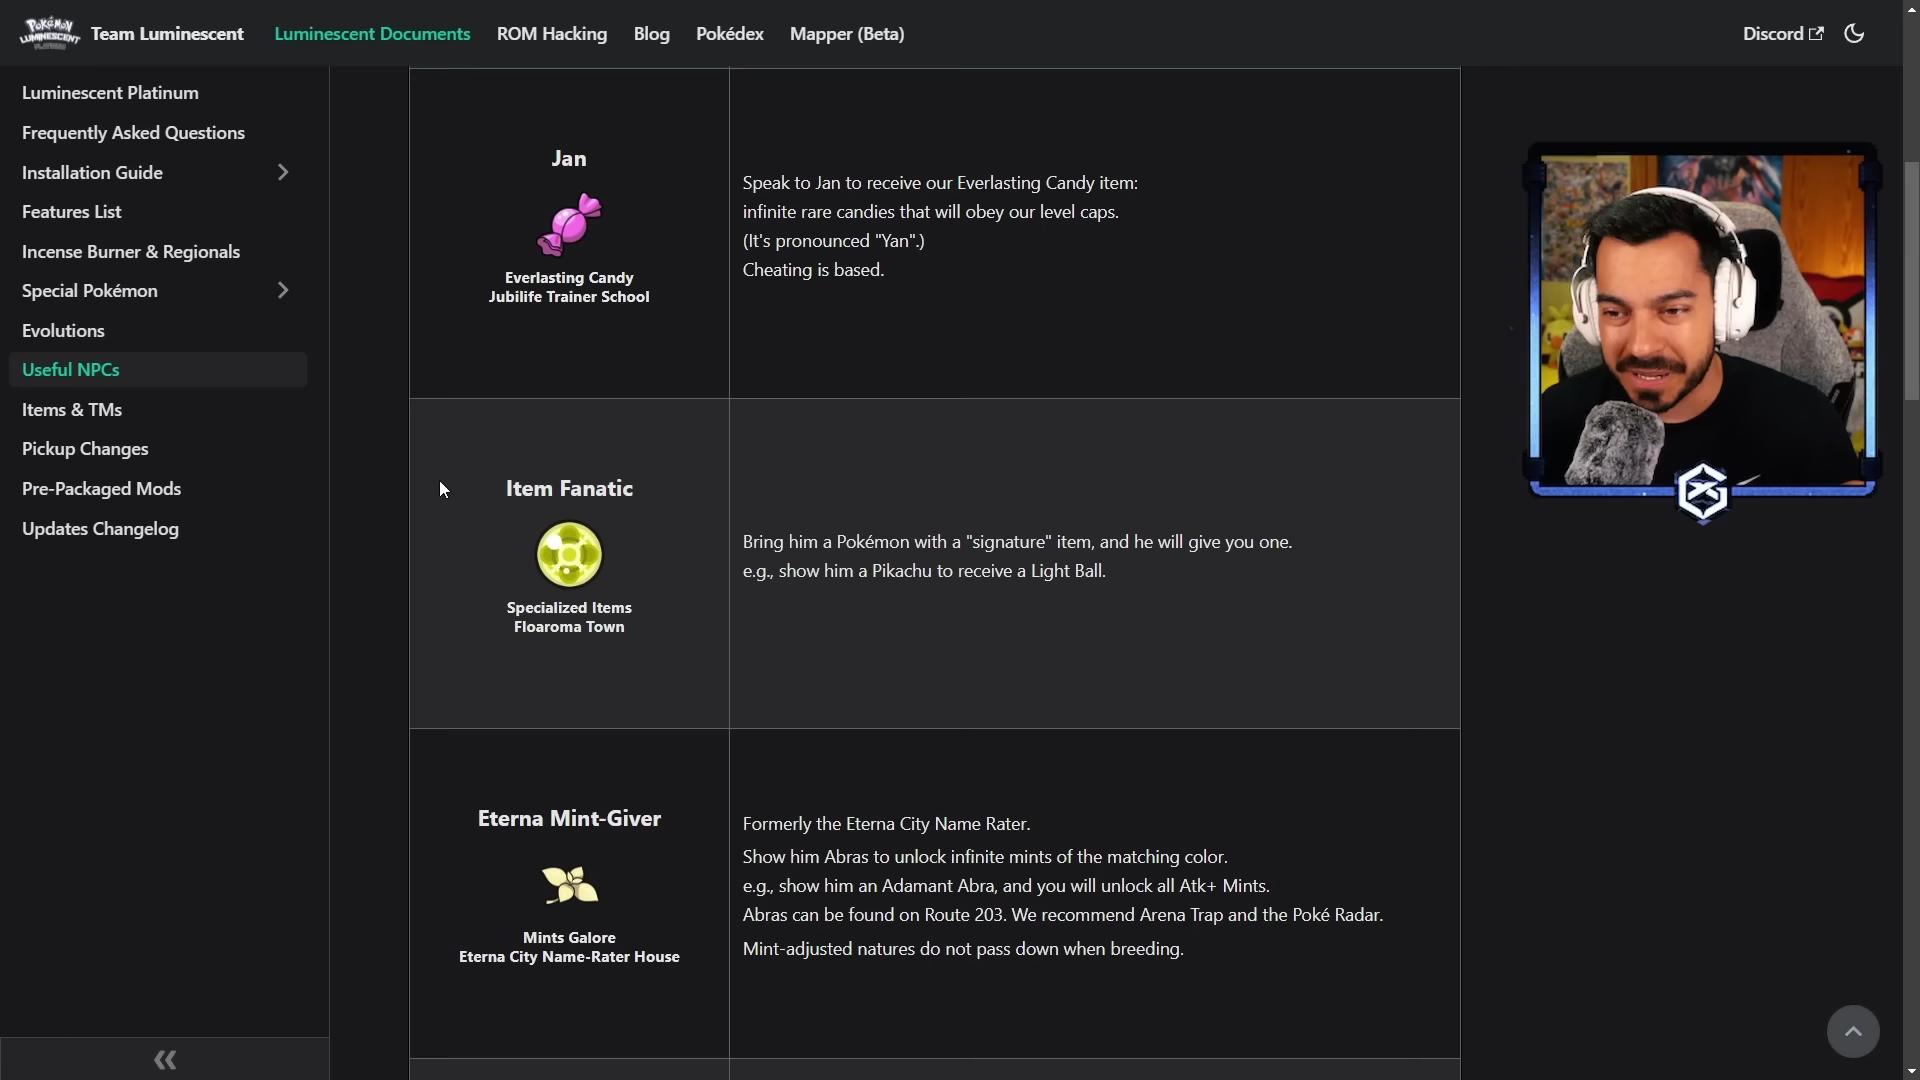 POKéMON
LUMINESCENT
PLATINUM
Team Luminescent
Luminescent Documents
ROM Hacking
Blog
Pokédex
Mapper (Beta)
Discord
Luminescent Platinum
Frequently Asked Questions
Installation Guide
Features List
Incense Burner & Regionals
Special Pokémon
Evolutions
Useful NPCs
Items & TMs
Pickup Changes
Pre-Packaged Mods
Updates Changelog
Jan
Everlasting Candy
Jubilife Trainer School
Speak to Jan to receive our Everlasting Candy item:
infinite rare candies that will obey our level caps.
(It's pronounced "Yan".)
Cheating is based.
Item Fanatic
Specialized Items
Floaroma Town
Bring him a Pokémon with a "signature" item, and he will give you one.
e.g., show him a Pikachu to receive a Light Ball.
Eterna Mint-Giver
Mints Galore
Eterna City Name-Rater House
Formerly the Eterna City Name Rater.
Show him Abras to unlock infinite mints of the matching color.
e.g., show him an Adamant Abra, and you will unlock all Atk+ Mints.
Abras can be found on Route 203. We recommend Arena Trap and the Poké Radar.
Mint-adjusted natures do not pass down when breeding.